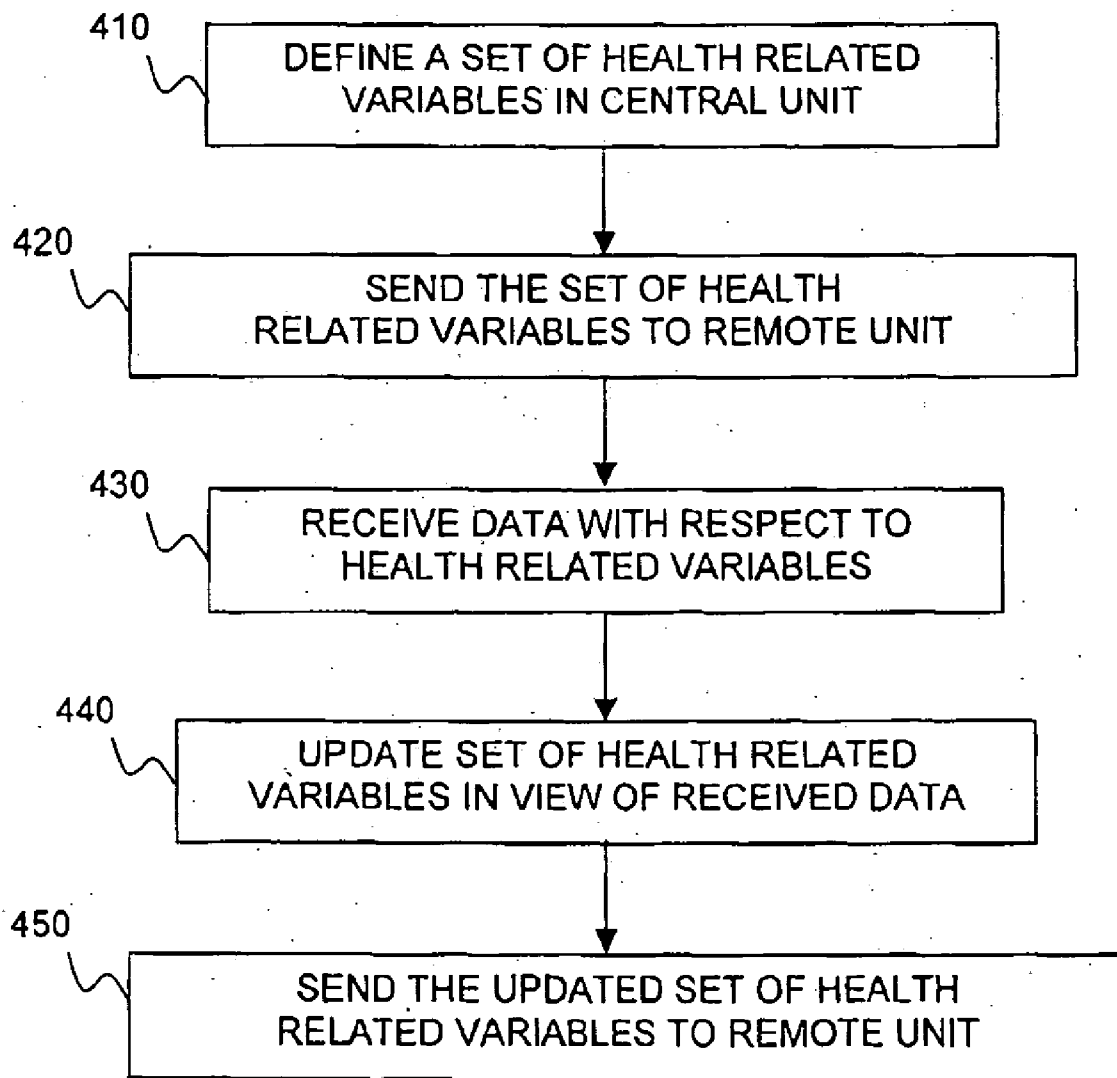 410
DEFINE A SET OF HEALTH RELATED
VARIABLES IN CENTRAL UNIT
420
SEND THE SET OF HEALTH
RELATED VARIABLES TO REMOTE UNIT
430
RECEIVE DATA WITH RESPECT TO
HEALTH RELATED VARIABLES
440
UPDATE SET OF HEALTH RELATED
VARIABLES IN VIEW OF RECEIVED DATA
450
SEND THE UPDATED SET OF HEALTH
RELATED VARIABLES TO REMOTE UNIT